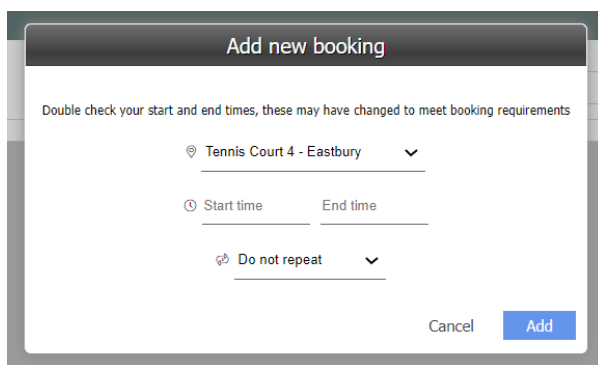 Add new booking
Double check your start and end times, these may have changed to meet booking requirements
Tennis Court 4 - Eastbury
Start time End time
Do not repeat
Cancel Add